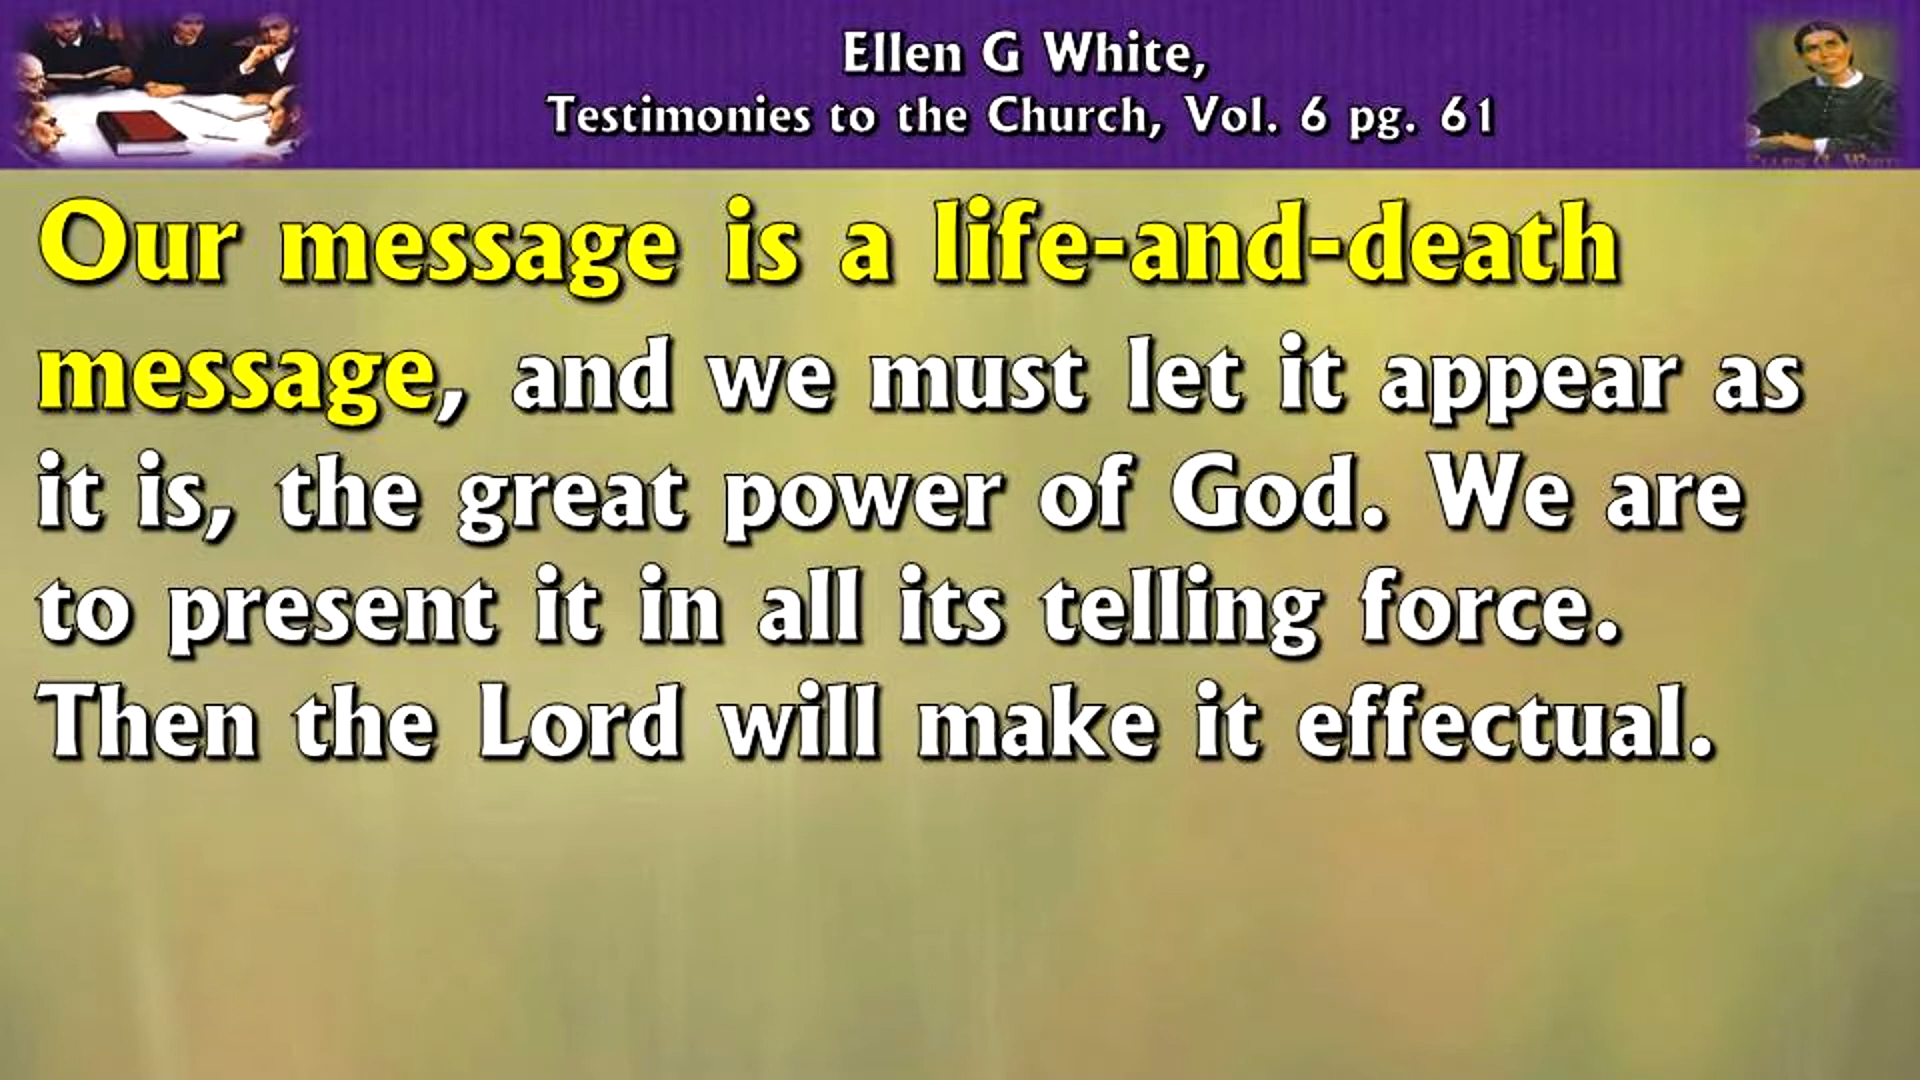 Ellen G White,
Testimonies to the Church, Vol. 6 pg. 61
ELLEN G. WHITE
Our message is a life-and-death
message, and we must let it appear as
it is, the great power of God. We are
to present it in all its telling force.
Then the Lord will make it effectual.